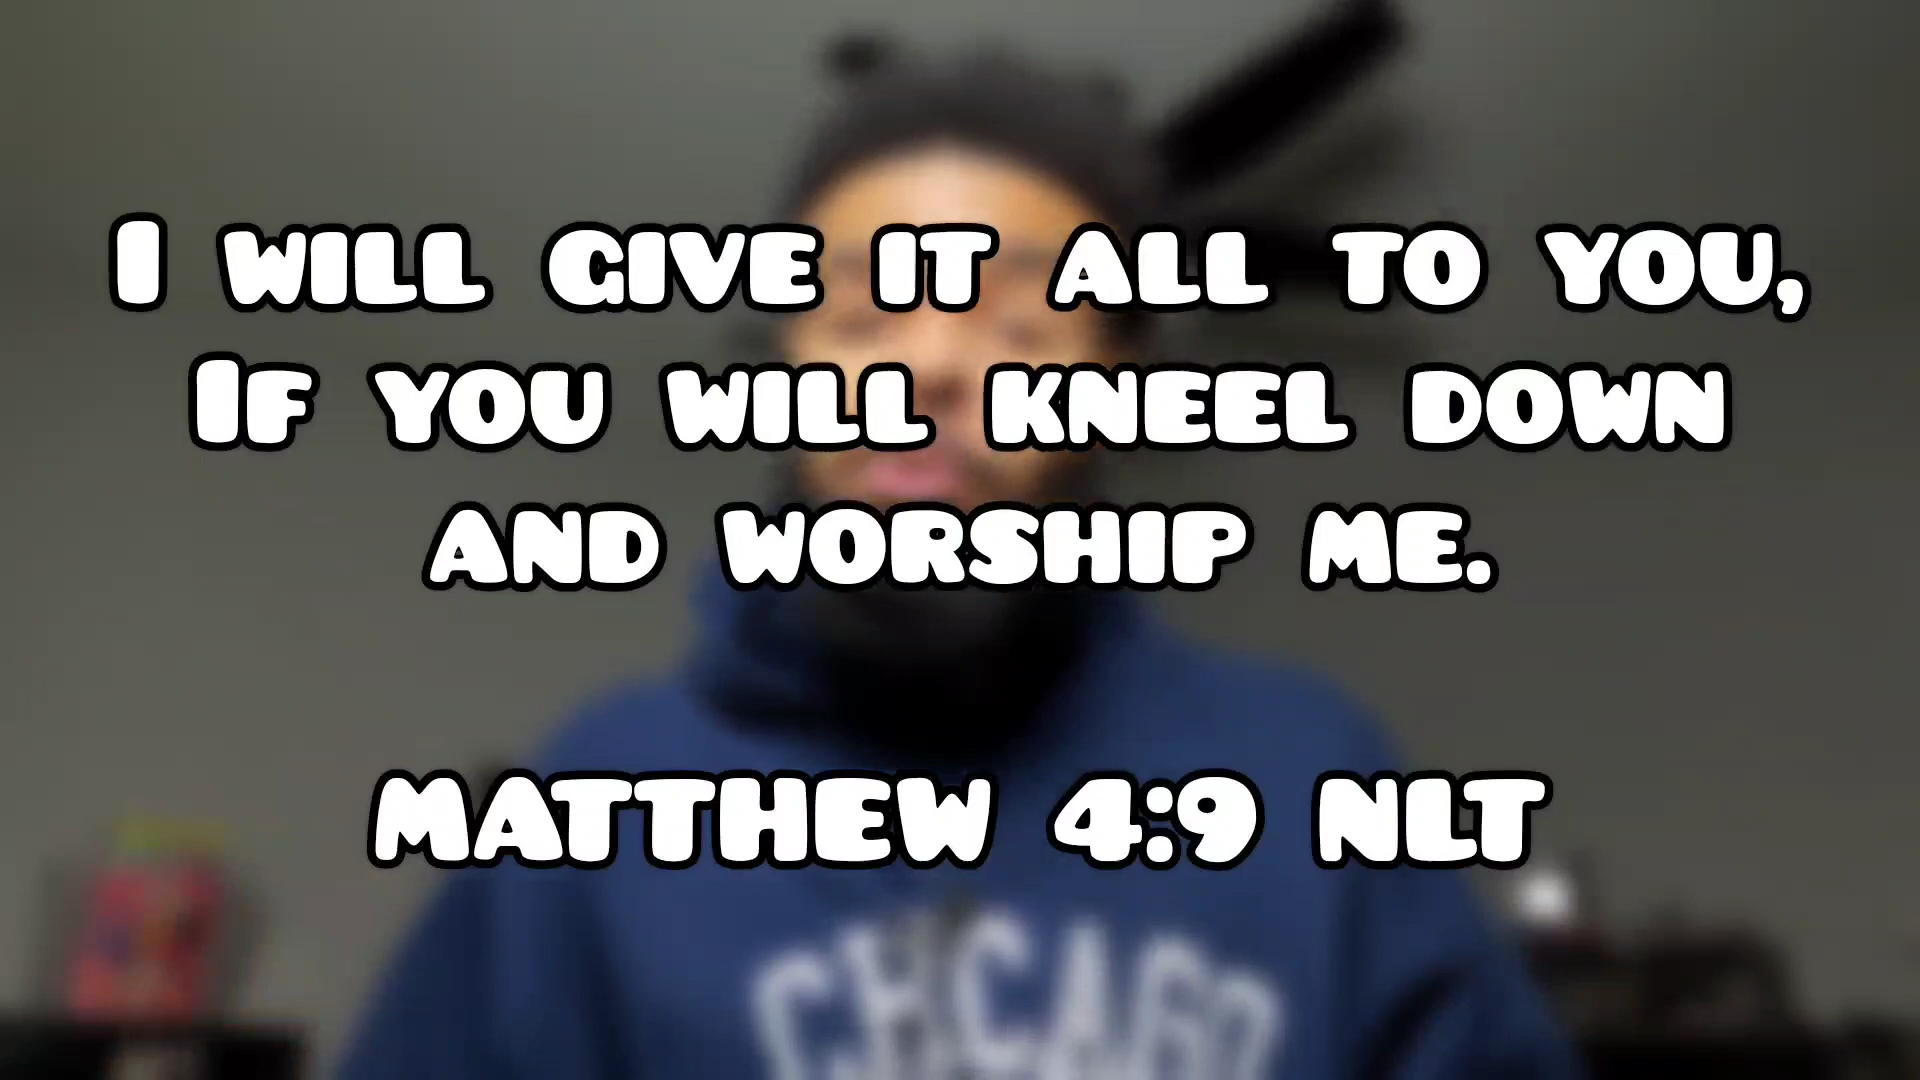 I WILL GIVE IT ALL TO YOU,
IF YOU WILL KNEEL DOWN
AND WORSHIP ME.
MATTHEW 4:9 NLT
CHICAGO